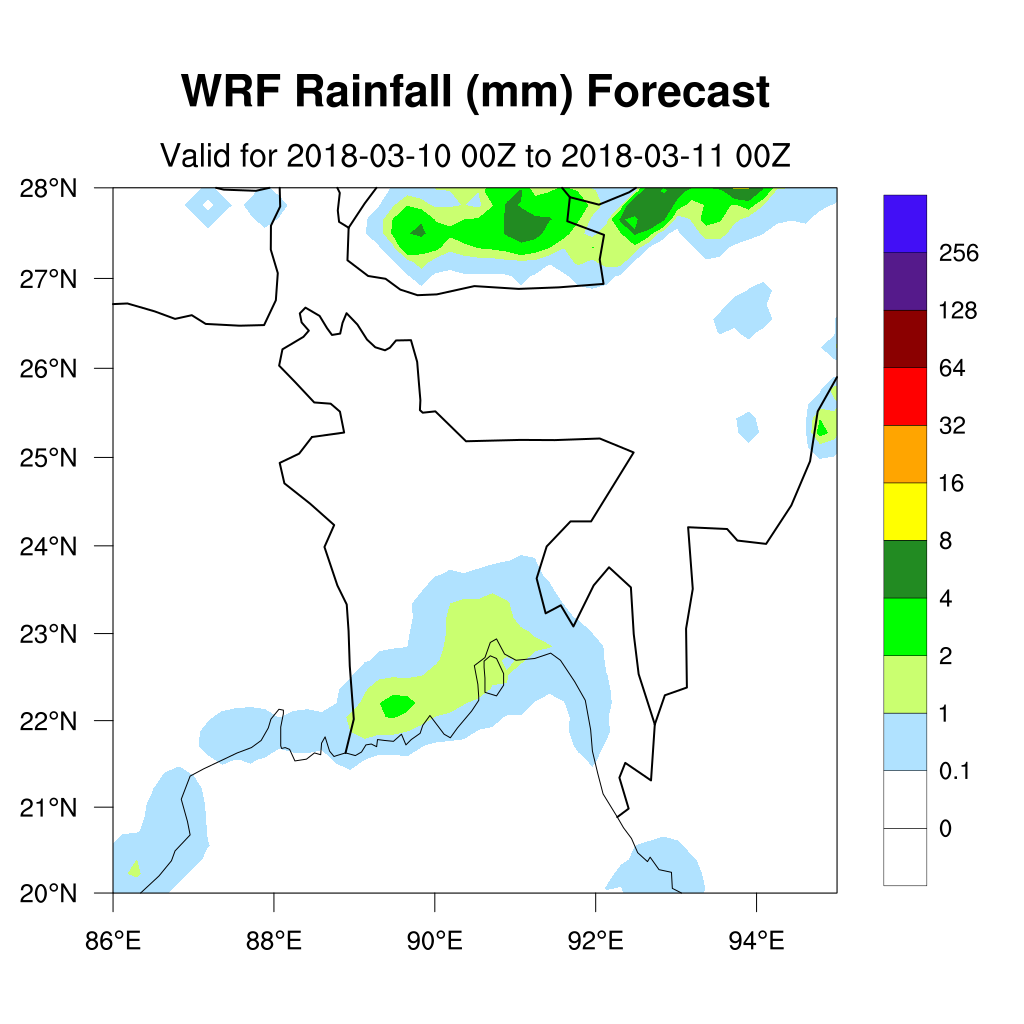 WRF Rainfall (mm) Forecast
Valid for 2018-03-10 00Z to 2018-03-11 00Z
28°N
27°N
26°N
25°N
24°N
23°N
22°N
21°N
20°N
86°E 88°E 90°E 92°E 94°E
256
128
64
32
16
8
4
2
1
0.1
0